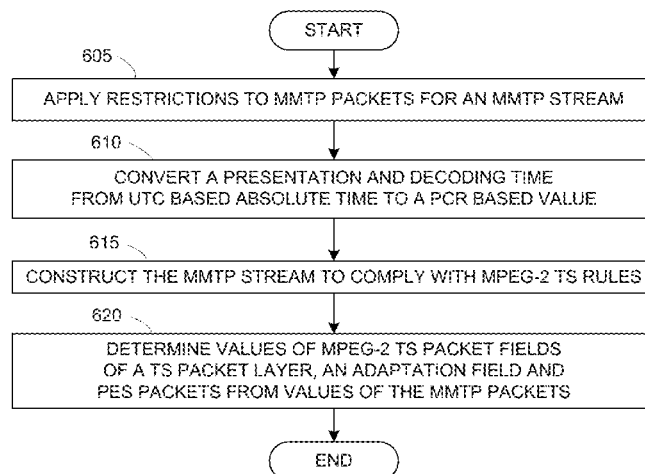 START
605
APPLY RESTRICTIONS TO MMTP PACKETS FOR AN MMTP STREAM
610
CONVERT A PRESENTATION AND DECODING TIME
FROM UTC BASED ABSOLUTE TIME TO A PCR BASED VALUE
615
CONSTRUCT THE MMTP STREAM TO COMPLY WITH MPEG-2 TS RULES
620
DETERMINE VALUES OF MPEG-2 TS PACKET FIELDS
OF A TS PACKET LAYER, AN ADAPTATION FIELD AND
PES PACKETS FROM VALUES OF THE MMTP PACKETS
END